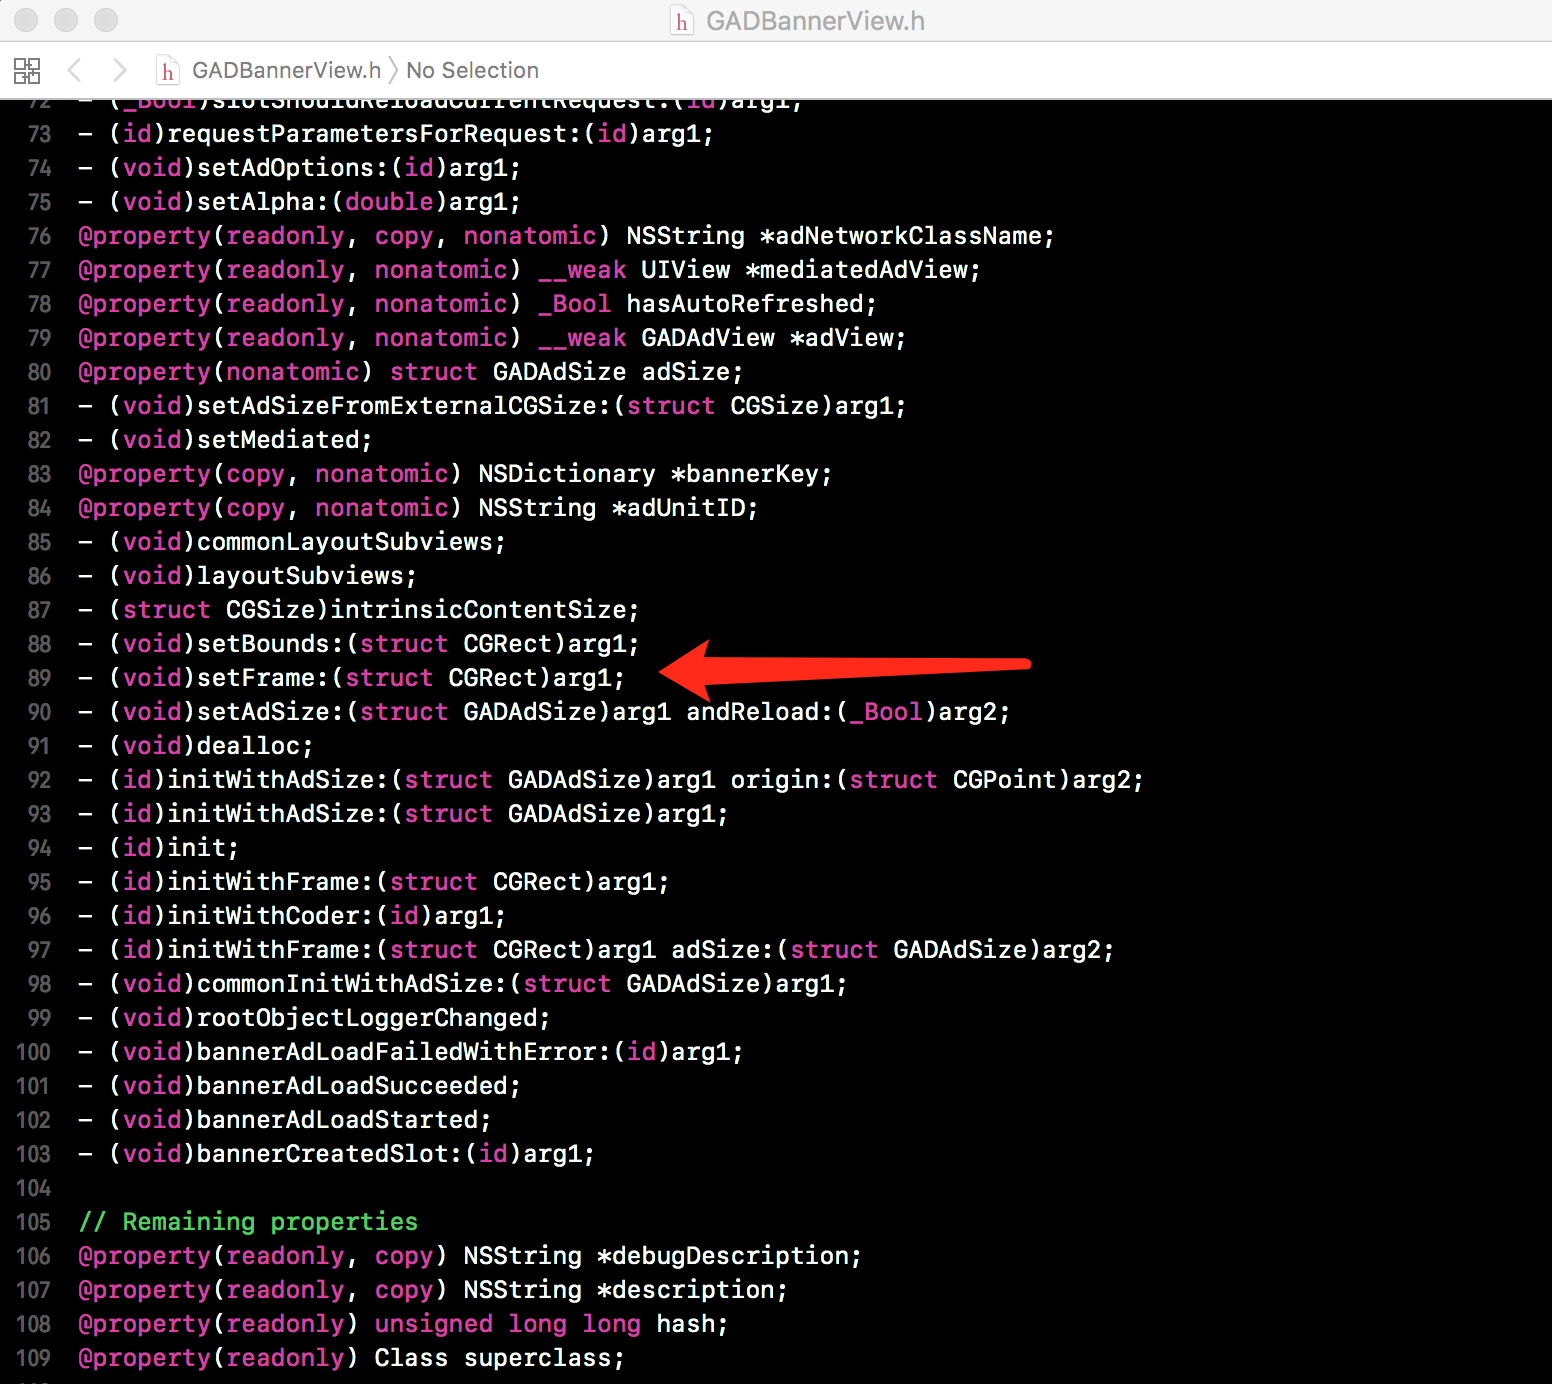 GADBannerView.h
GADBannerView.h No Selection
72 - (_Bool)slotShouldReloadCurrentRequest:(id)arg1;
73 - (id)requestParametersForRequest:(id)arg1;
74 - (void)setAdOptions:(id)arg1;
75 - (void)setAlpha:(double)arg1;
76 @property(readonly, copy, nonatomic) NSString *adNetworkClassName;
77 @property(readonly, nonatomic) __weak UIView *mediatedAdView;
78 @property(readonly, nonatomic) _Bool hasAutoRefreshed;
79 @property(readonly, nonatomic) __weak GADAdView *adView;
80 @property(nonatomic) struct GADAdSize adSize;
81 - (void)setAdSizeFromExternalCGSize:(struct CGSize)arg1;
82 - (void)setMediated;
83 @property(copy, nonatomic) NSDictionary *bannerKey;
84 @property(copy, nonatomic) NSString *adUnitID;
85 - (void)commonLayoutSubviews;
86 - (void)layoutSubviews;
87 - (struct CGSize)intrinsicContentSize;
88 - (void)setBounds:(struct CGRect)arg1;
89 - (void)setFrame:(struct CGRect)arg1;
90 - (void)setAdSize:(struct GADAdSize)arg1 andReload:(_Bool)arg2;
91 - (void)dealloc;
92 - (id)initWithAdSize:(struct GADAdSize)arg1 origin:(struct CGPoint)arg2;
93 - (id)initWithAdSize:(struct GADAdSize)arg1;
94 - (id)init;
95 - (id)initWithFrame:(struct CGRect)arg1;
96 - (id)initWithCoder:(id)arg1;
97 - (id)initWithFrame:(struct CGRect)arg1 adSize:(struct GADAdSize)arg2;
98 - (void)commonInitWithAdSize:(struct GADAdSize)arg1;
99 - (void)rootObjectLoggerChanged;
100 - (void)bannerAdLoadFailedWithError:(id)arg1;
101 - (void)bannerAdLoadSucceeded;
102 - (void)bannerAdLoadStarted;
103 - (void)bannerCreatedSlot:(id)arg1;
104
105 // Remaining properties
106 @property(readonly, copy) NSString *debugDescription;
107 @property(readonly, copy) NSString *description;
108 @property(readonly) unsigned long long hash;
109 @property(readonly) Class superclass;